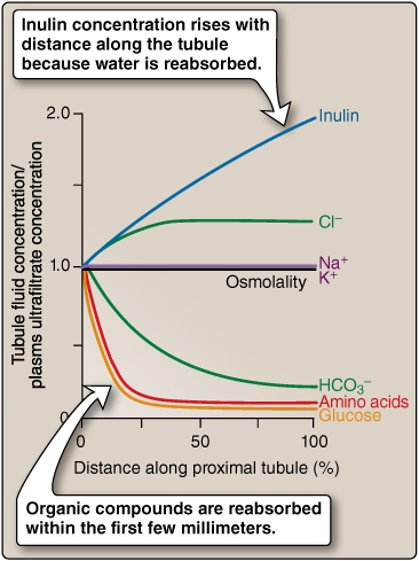 Inulin concentration rises with
distance along the tubule
because water is reabsorbed.
2.0
Inulin
Cl⁻
Tubule fluid concentration/
plasma ultrafiltrate concentration
1.0
Na⁺
K⁺
Osmolality
HCO₃⁻
Amino acids
Glucose
0
0
50
100
Distance along proximal tubule (%)
Organic compounds are reabsorbed
within the first few millimeters.